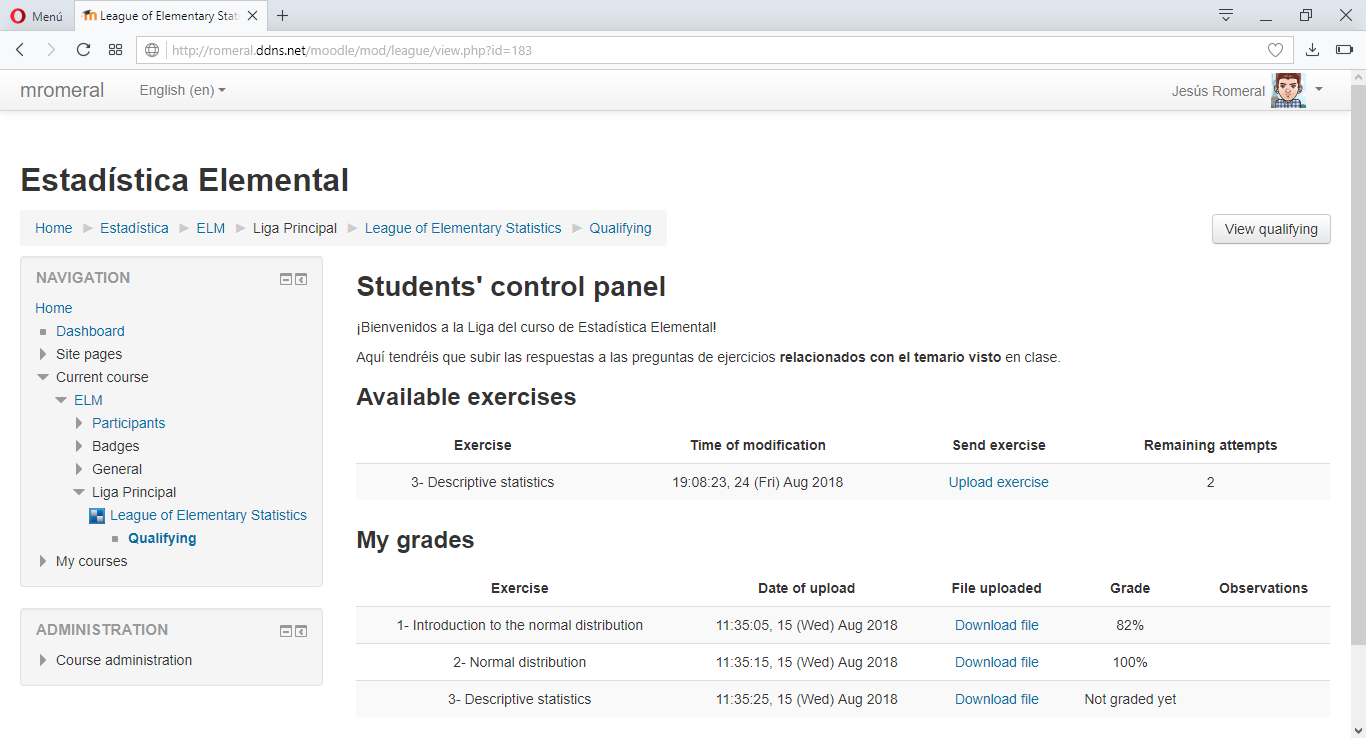 Menú
League of Elementary Stati
http://romeral.ddns.net/moodle/mod/league/view.php?id=183
mromeral
English (en)
Jesús Romeral
Estadística Elemental
Home Estadística ELM Liga Principal League of Elementary Statistics Qualifying
View qualifying
NAVIGATION
Home
Dashboard
Site pages
Current course
ELM
Participants
Badges
General
Liga Principal
League of Elementary Statistics
Qualifying
My courses
ADMINISTRATION
Course administration
Students' control panel
¡Bienvenidos a la Liga del curso de Estadística Elemental!
Aquí tendréis que subir las respuestas a las preguntas de ejercicios relacionados con el temario visto en clase.
Available exercises
Exercise Time of modification Send exercise Remaining attempts
3- Descriptive statistics 19:08:23, 24 (Fri) Aug 2018 Upload exercise 2
My grades
Exercise Date of upload File uploaded Grade Observations
1- Introduction to the normal distribution 11:35:05, 15 (Wed) Aug 2018 Download file 82%
2- Normal distribution 11:35:15, 15 (Wed) Aug 2018 Download file 100%
3- Descriptive statistics 11:35:25, 15 (Wed) Aug 2018 Download file Not graded yet